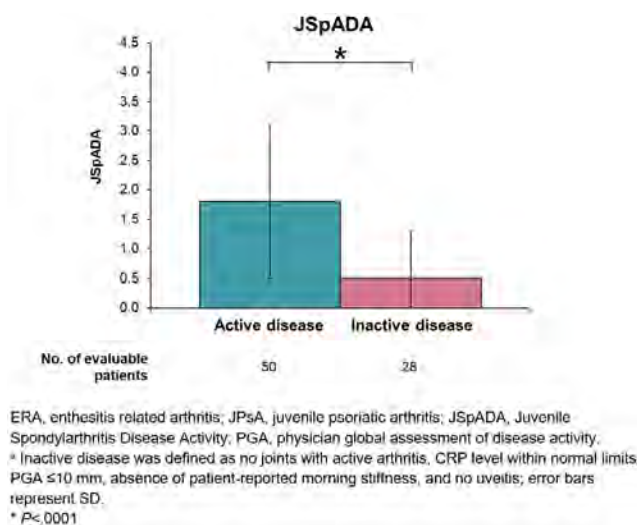 JSpADA
4.5
4.0
3.5
3.0
2.5
2.0
1.5
1.0
0.5
0.0
JSpADA
*
Active disease Inactive disease
No. of evaluable patients 50 28
ERA, enthesitis related arthritis; JPsA, juvenile psoriatic arthritis; JSpADA, Juvenile
Spondylarthritis Disease Activity. PGA, physician global assessment of disease activity.
ᵃ Inactive disease was defined as no joints with active arthritis, CRP level within normal limits
PGA ≤10 mm, absence of patient-reported morning stiffness, and no uveitis; error bars
represent SD.
* P<.0001